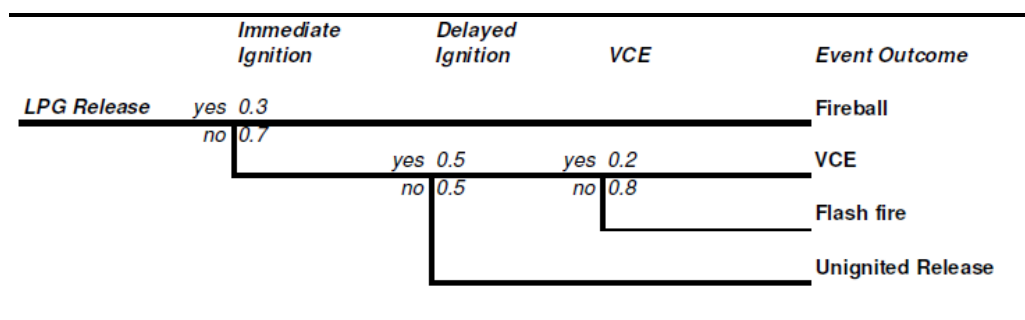 Immediate Ignition
Delayed Ignition
VCE
Event Outcome
LPG Release
yes 0.3
Fireball
no 0.7
yes 0.5
yes 0.2
VCE
no 0.5
no 0.8
Flash fire
Unignited Release